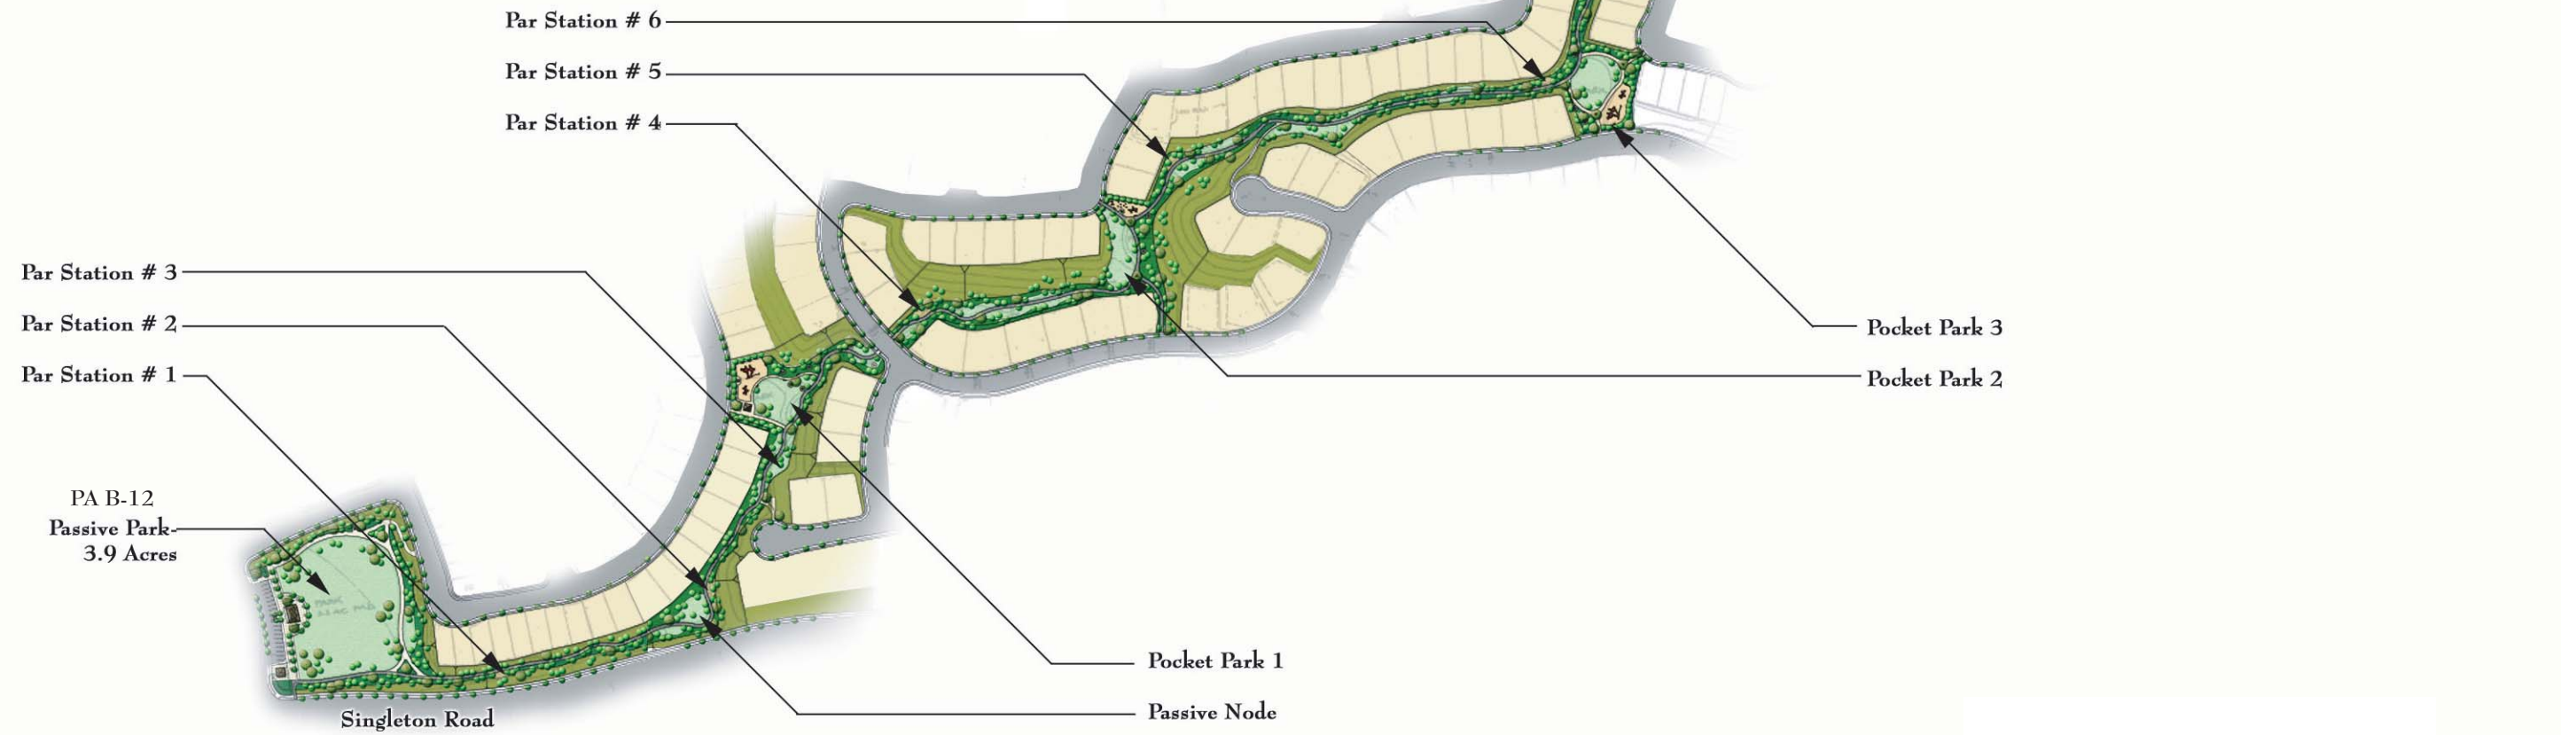 Par Station # 6
Par Station # 5
Par Station # 4
Par Station # 3
Par Station # 2
Par Station # 1
PA B-12
Passive Park-
3.9 Acres
Pocket Park 3
Pocket Park 2
Pocket Park 1
Passive Node
Singleton Road
PARK